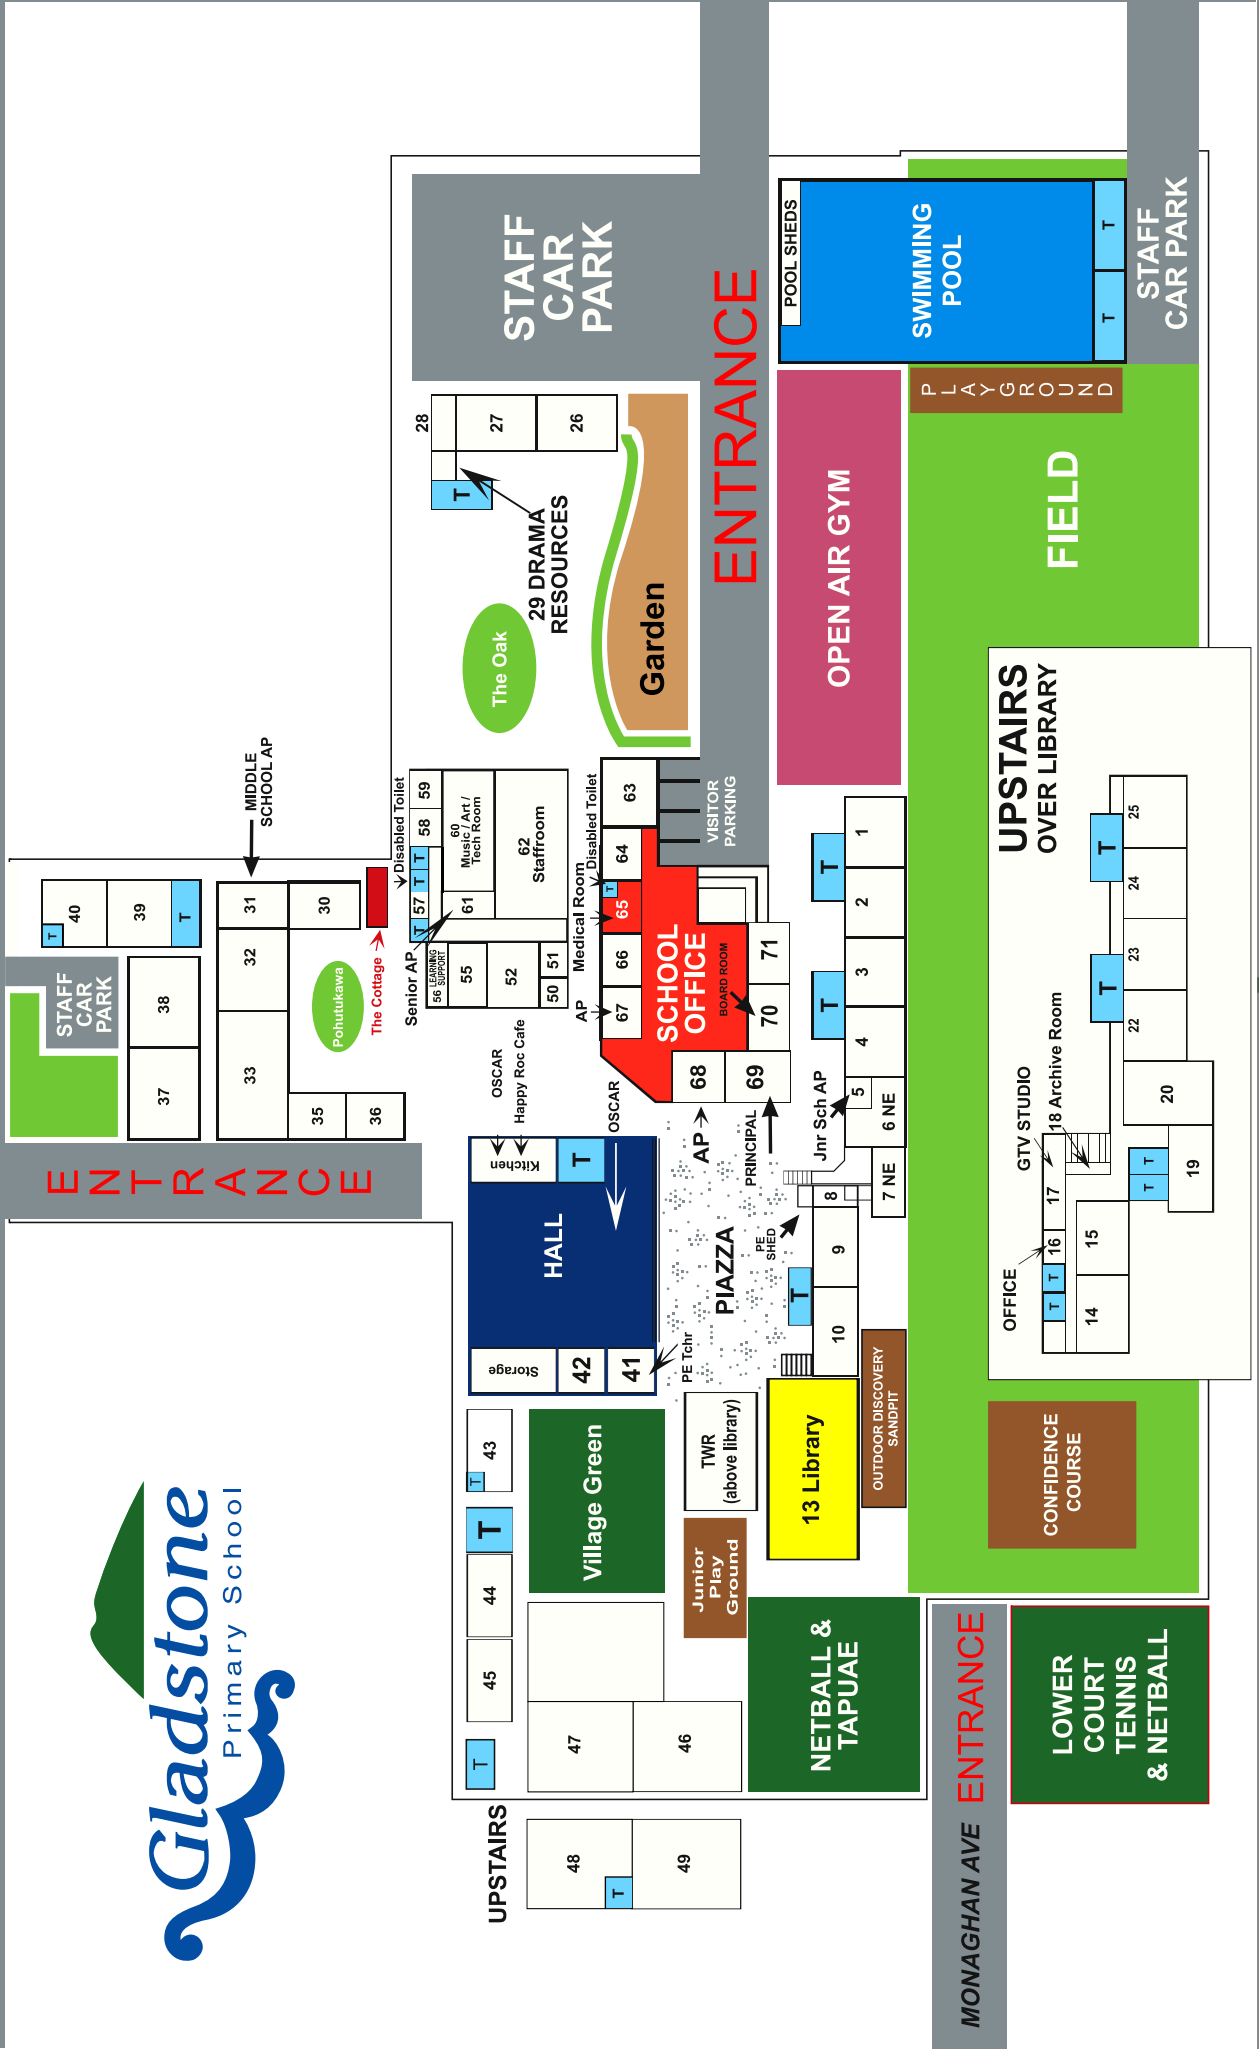 Gladstone
Primary School
ENTRANCE
STAFF
CAR
PARK
37
38
T
40
39
T
33
32
31
30
35
36
MIDDLE
SCHOOL AP
Pohutukawa
The Cottage
STAFF
CAR
PARK
28
27
26
T
29 DRAMA
RESOURCES
The Oak
Garden
ENTRANCE
VISITOR
PARKING
Disabled Toilet
59
58
T
T
57
T
60
Music / Art /
Tech Room
62
Staffroom
61
Senior AP
56 LEARNING
SUPPORT
55
52
51
50
Disabled Toilet
Medical Room
AP
63
64
T
65
66
67
SCHOOL
OFFICE
BOARD ROOM
71
70
69
68
AP
PRINCIPAL
OSCAR
Happy Roc Cafe
OSCAR
Kitchen
T
HALL
Storage
42
41
PE Tchr
PIAZZA
PE
SHED
Jnr Sch AP
T
T
1
2
3
4
5
6 NE
7 NE
8
9
10
T
TWR
(above library)
13 Library
OUTDOOR DISCOVERY
SANDPIT
43
T
T
44
45
T
Village Green
Junior
Play
Ground
47
46
NETBALL &
TAPUAE
UPSTAIRS
48
T
49
MONAGHAN AVE
ENTRANCE
LOWER
COURT
TENNIS
& NETBALL
CONFIDENCE
COURSE
FIELD
OPEN AIR GYM
PLAYGROUND
POOL SHEDS
SWIMMING
POOL
T
T
STAFF
CAR PARK
UPSTAIRS
OVER LIBRARY
OFFICE
GTV STUDIO
18 Archive Room
T
T
16
17
14
15
T
T
19
20
22
23
24
25
T
T